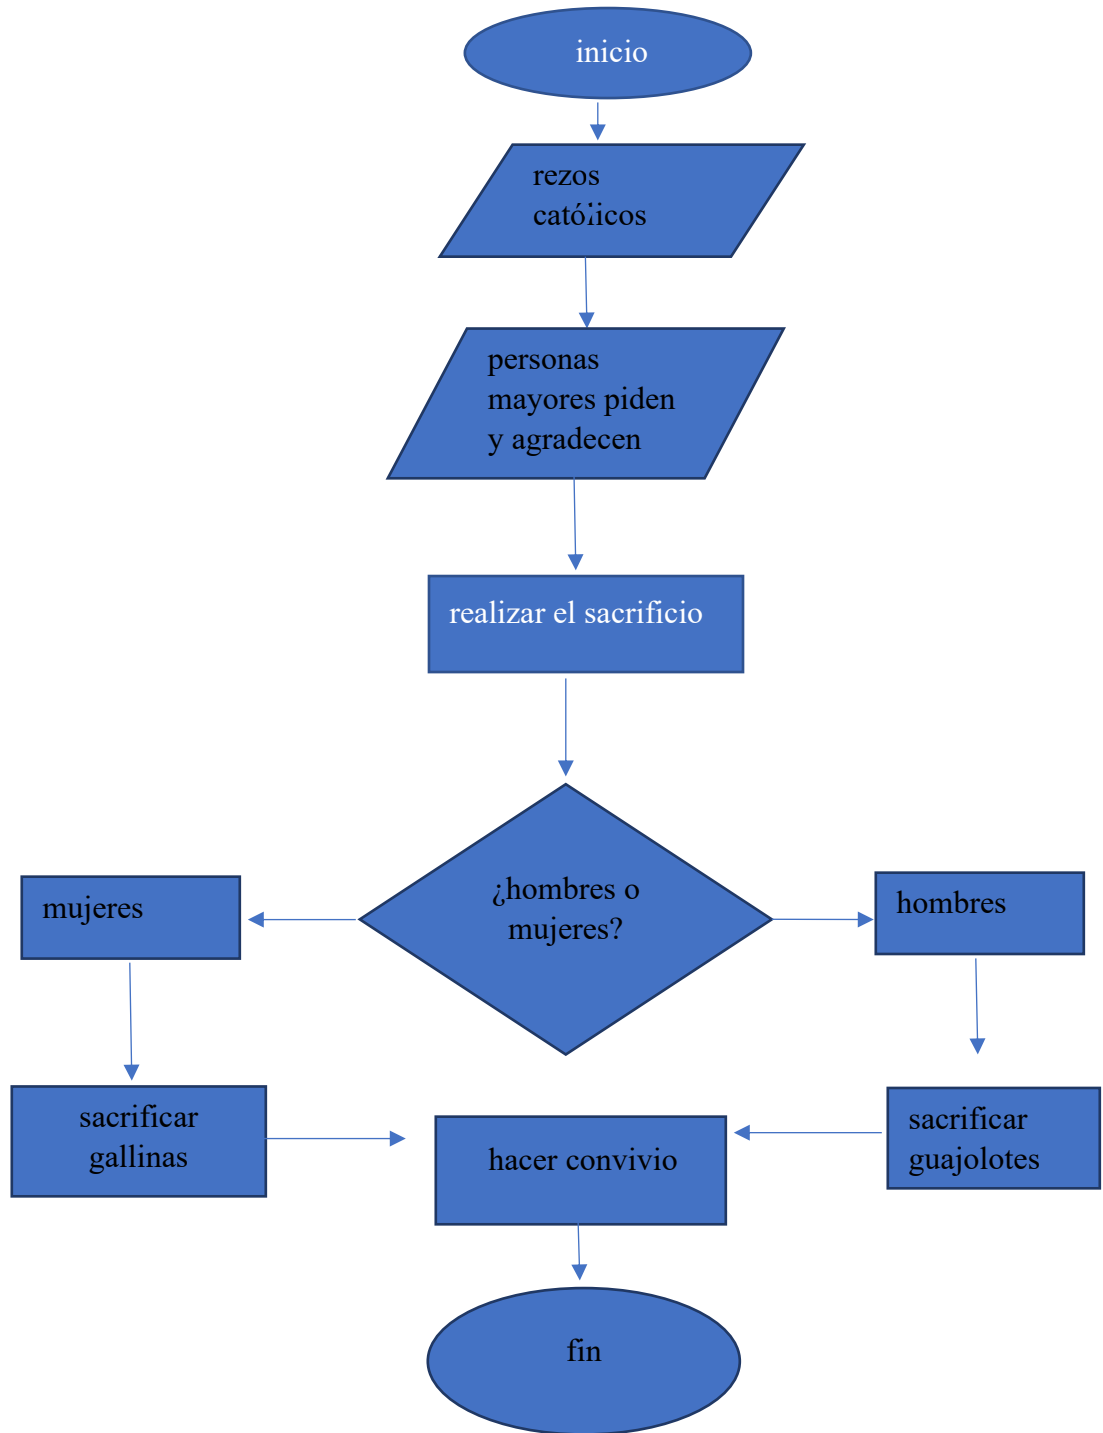 inicio
rezos
católicos
personas
mayores piden
y agradecen
realizar el sacrificio
¿hombres o
mujeres?
mujeres
hombres
sacrificar
gallinas
sacrificar
guajolotes
hacer convivio
fin